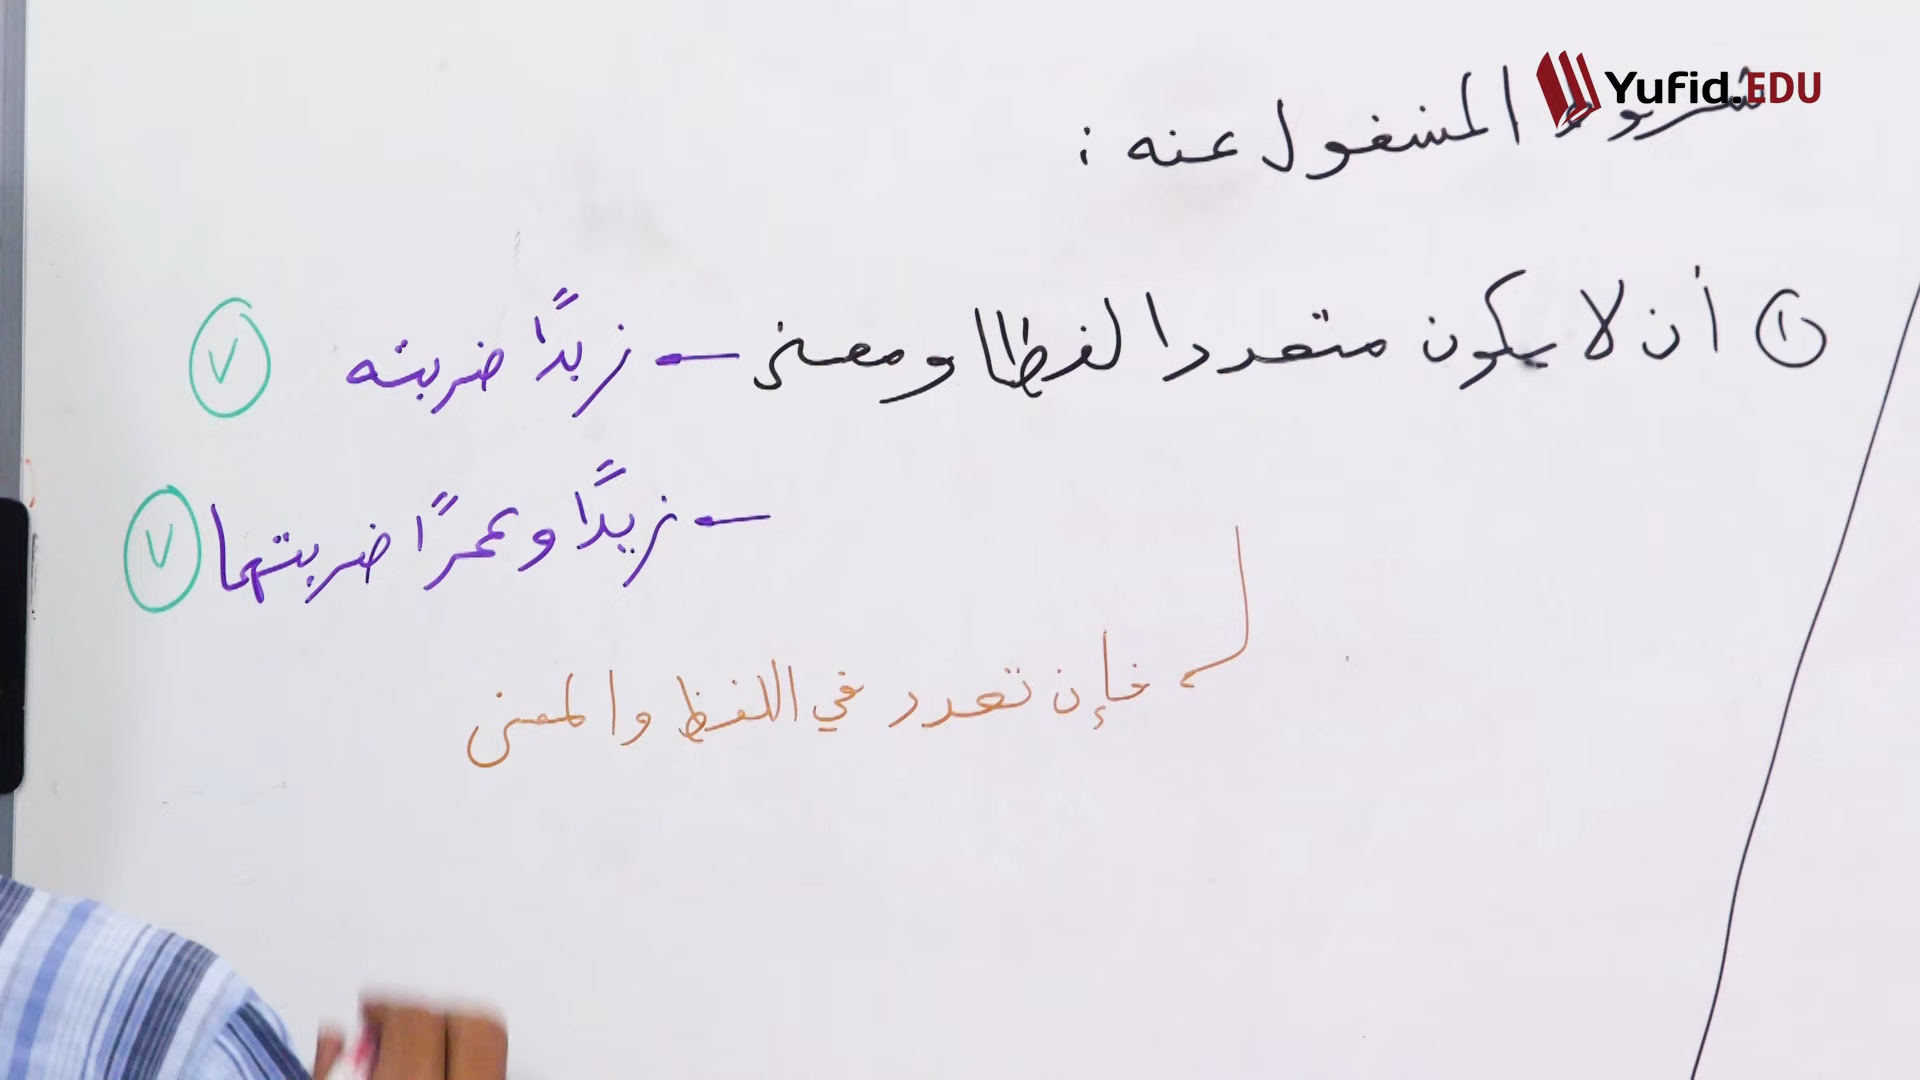 Yufid.EDU
شروط المشغول عنه :
١ أن لا يكون متعددا لفظا ومعنى — زيدًا ضربته
— زيدًا وعمرًا ضربتهما
فإن تعدد في اللفظ والمعنى